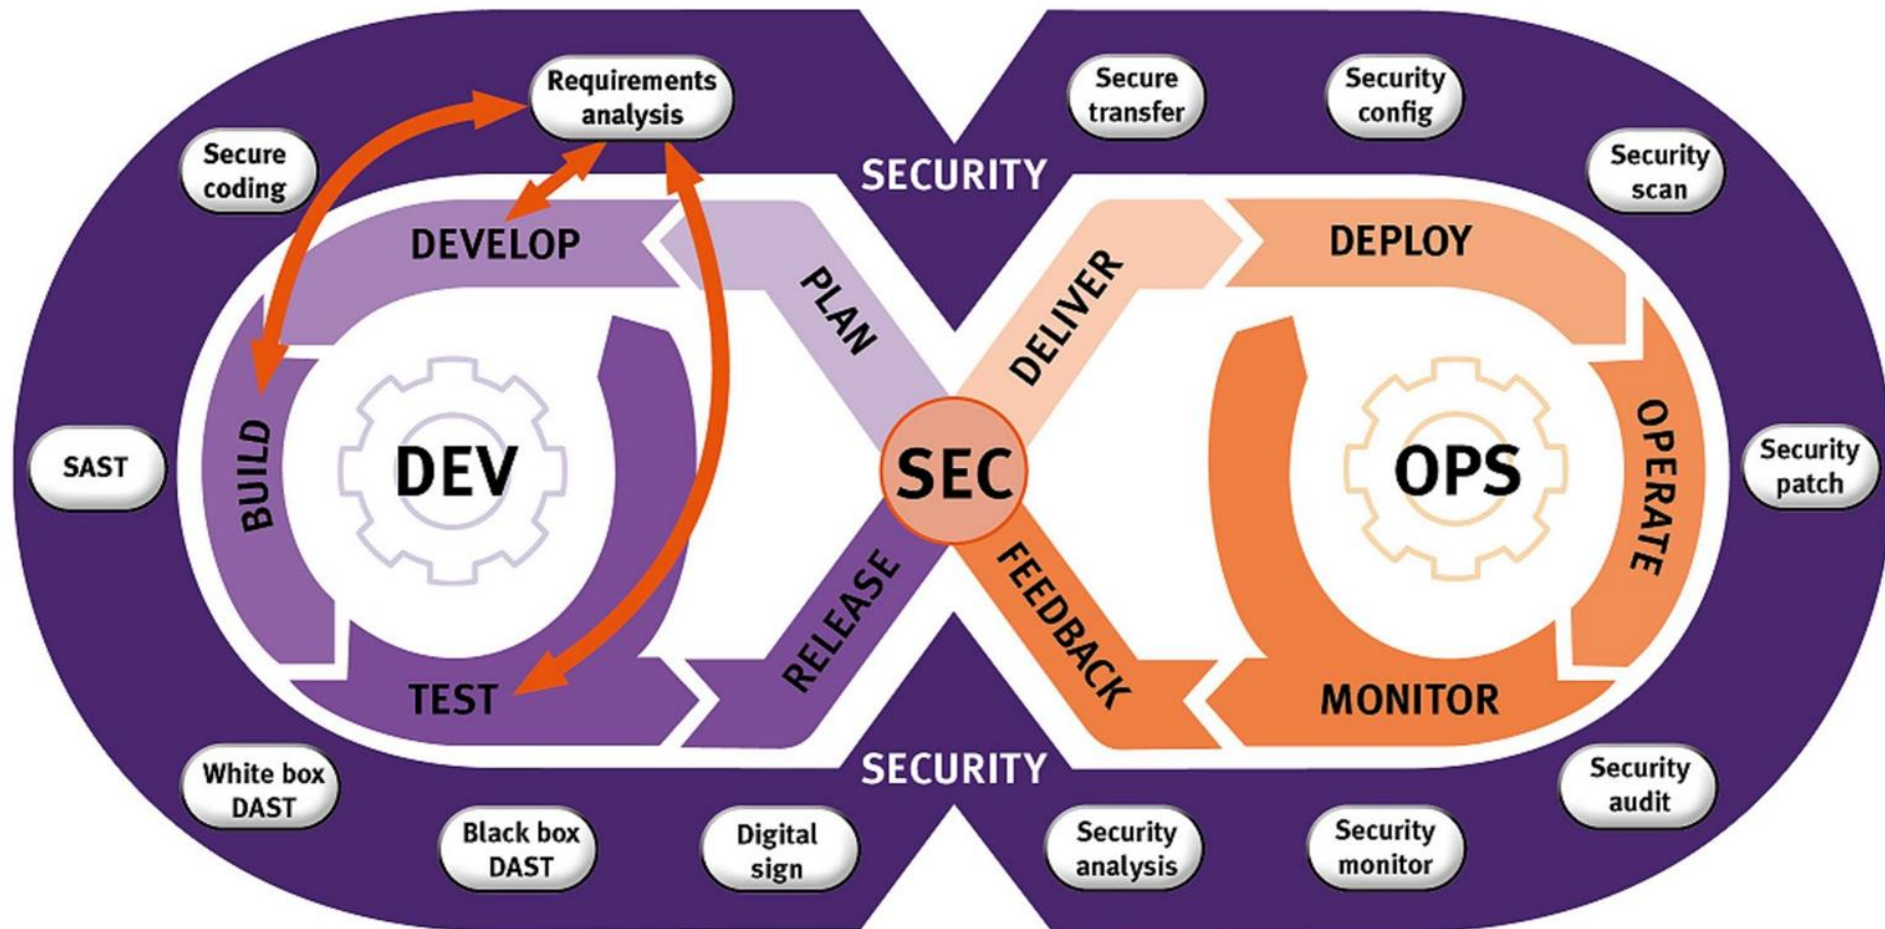 Requirements
analysis
Secure
transfer
Security
config
Secure
coding
Security
scan
SECURITY
DEVELOP
PLAN
DELIVER
DEPLOY
SAST
BUILD
DEV
SEC
OPS
OPERATE
Security
patch
TEST
RELEASE
FEEDBACK
MONITOR
SECURITY
White box
DAST
Black box
DAST
Digital
sign
Security
analysis
Security
monitor
Security
audit